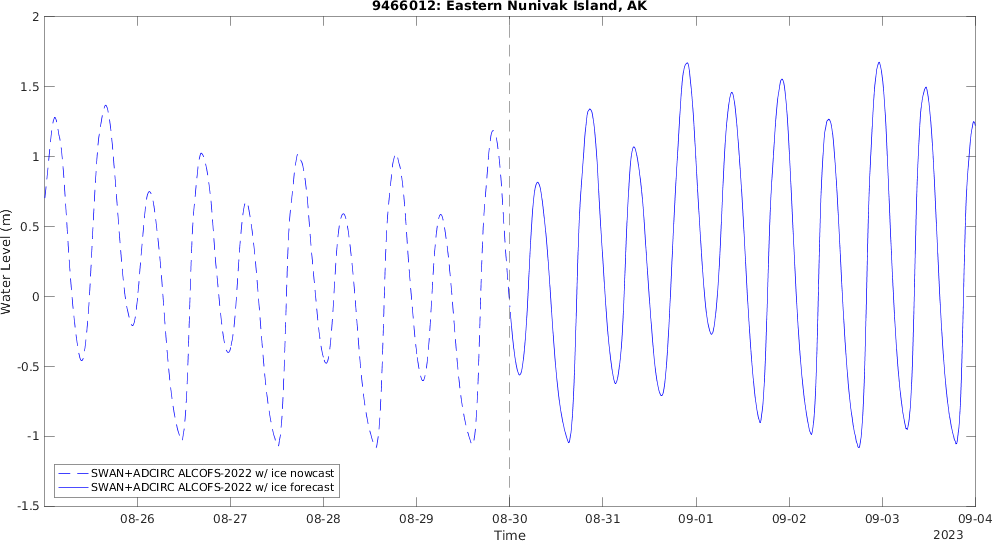 9466012: Eastern Nunivak Island, AK
2
1.5
1
0.5
0
-0.5
-1
-1.5
Water Level (m)
SWAN+ADCIRC ALCOFS-2022 w/ ice nowcast
SWAN+ADCIRC ALCOFS-2022 w/ ice forecast
08-26 08-27 08-28 08-29 08-30 08-31 09-01 09-02 09-03 09-04
Time
2023